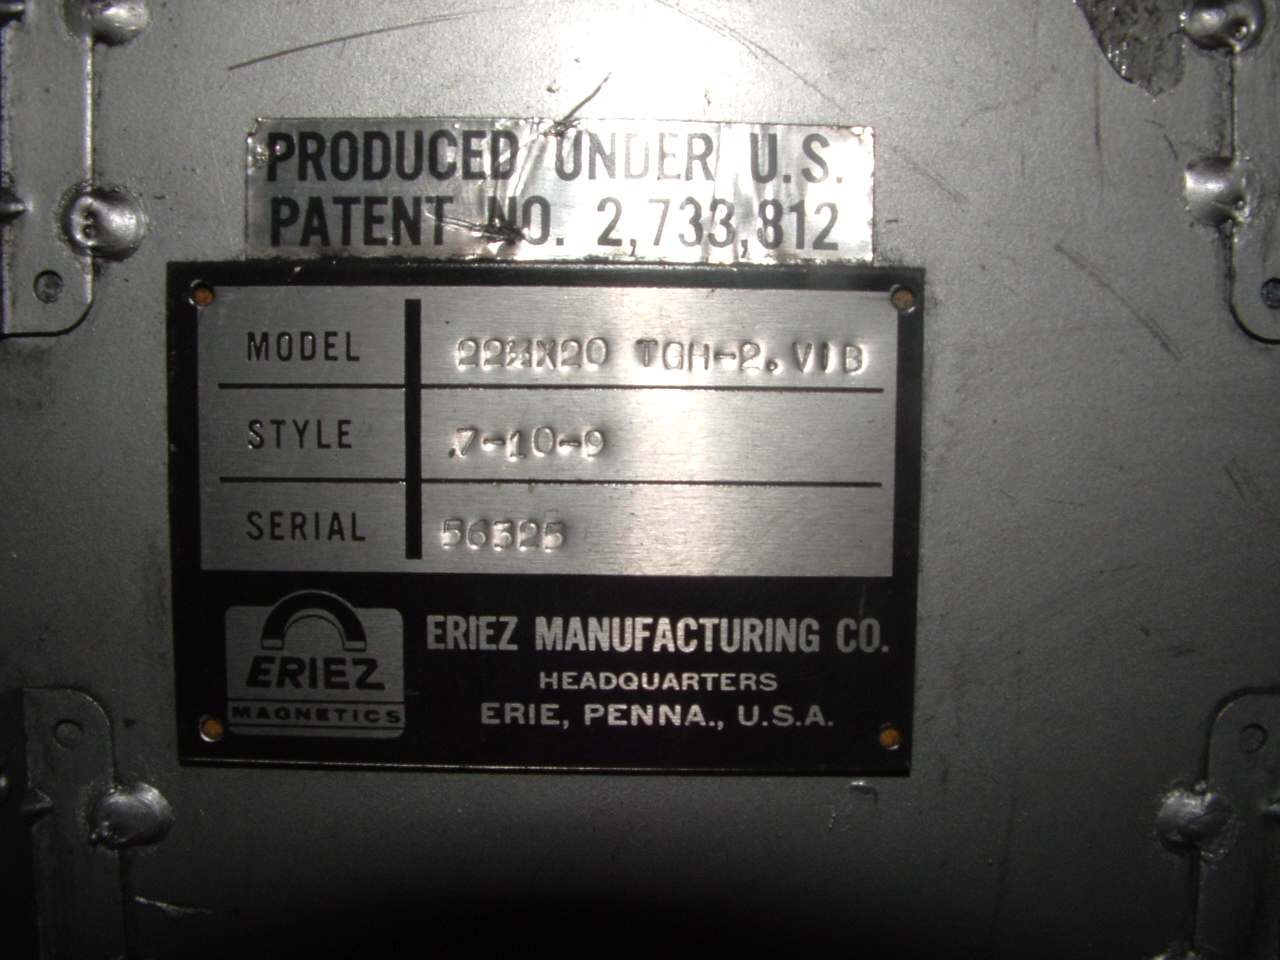 PRODUCED UNDER U.S.
PATENT NO. 2,733,812
MODEL 22½X20 TGH-2. VIB
STYLE 7-10-9
SERIAL 56325
ERIEZ
MAGNETICS
ERIEZ MANUFACTURING CO.
HEADQUARTERS
ERIE, PENNA., U.S.A.